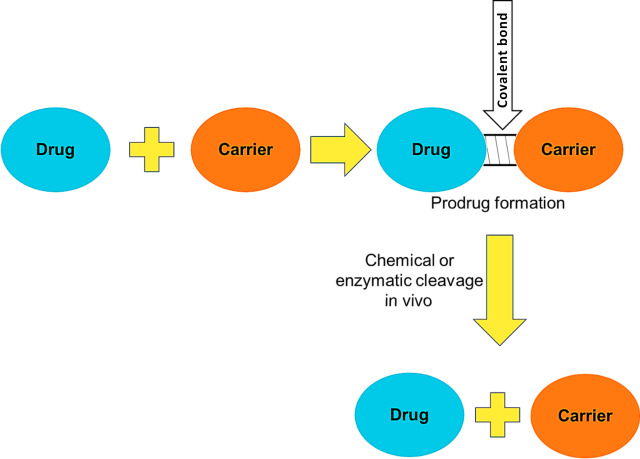 Covalent bond
Drug
Carrier
Drug
Carrier
Prodrug formation
Chemical or
enzymatic cleavage
in vivo
Drug
Carrier